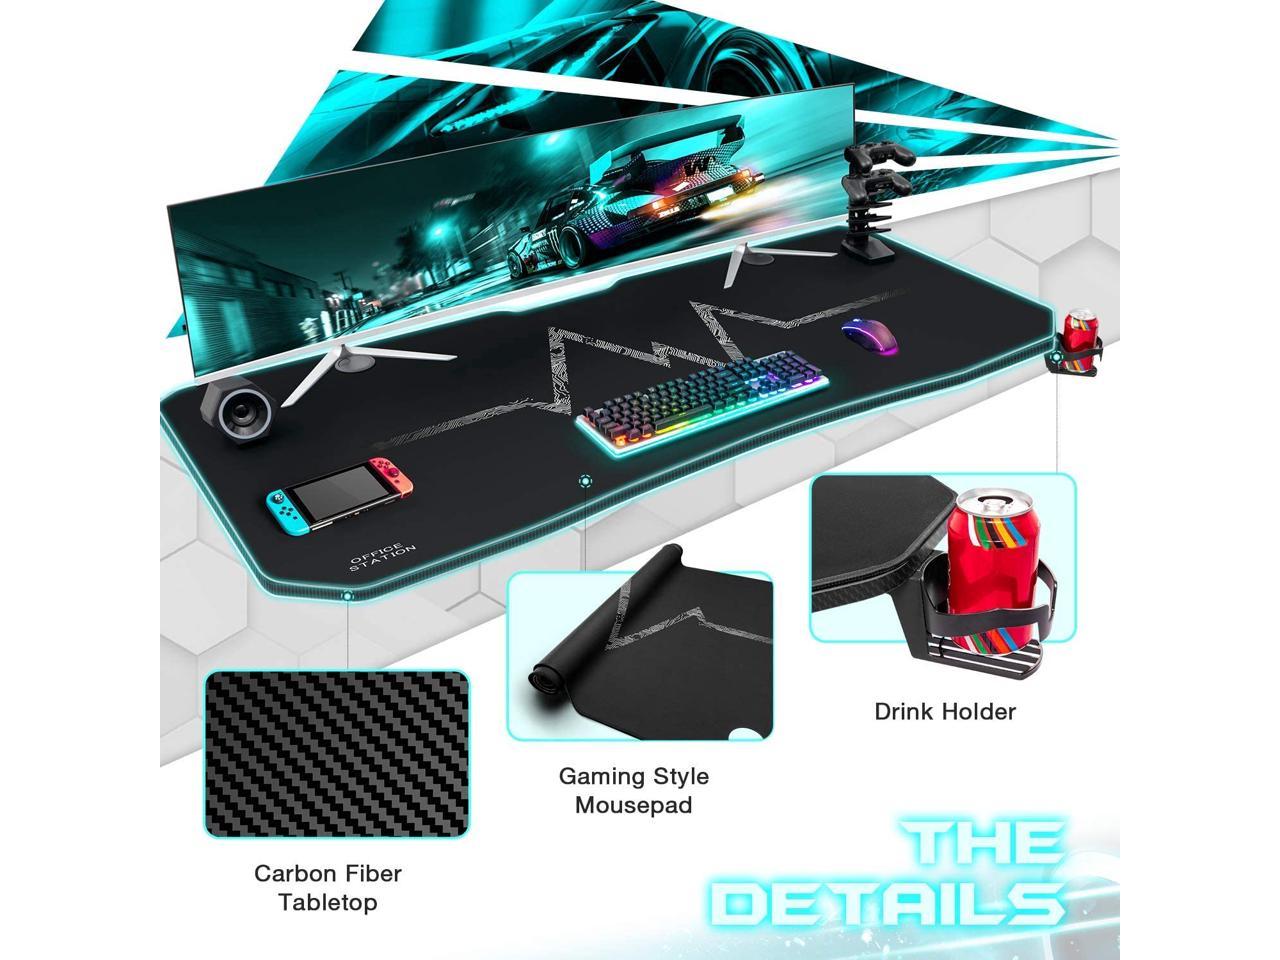 OFFICE
STATION
Drink Holder
Gaming Style
Mousepad
Carbon Fiber
Tabletop
THE
DETAILS